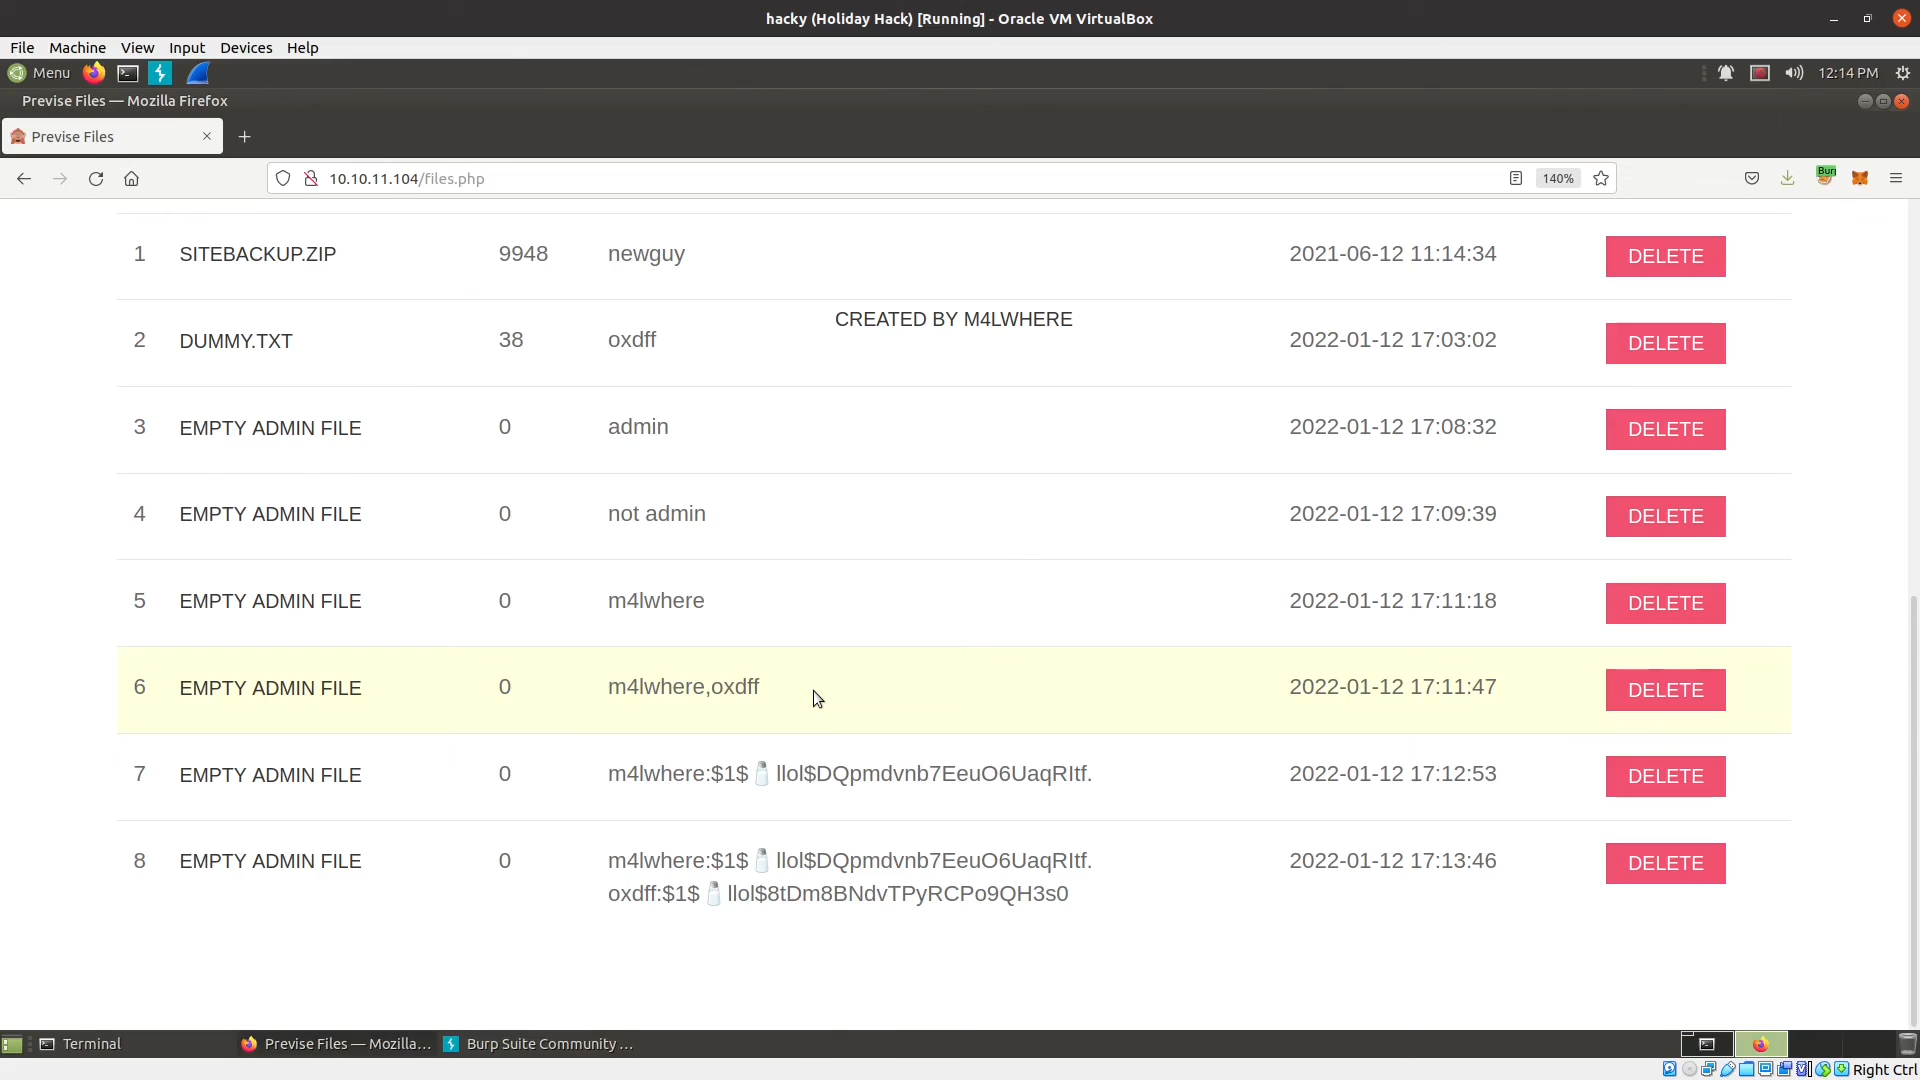 hacky (Holiday Hack) [Running] - Oracle VM VirtualBox
File Machine View Input Devices Help
Menu 12:14 PM
Previse Files — Mozilla Firefox
Previse Files
10.10.11.104/files.php 140% Burp
1 SITEBACKUP.ZIP 9948 newguy 2021-06-12 11:14:34 DELETE
CREATED BY M4LWHERE
2 DUMMY.TXT 38 oxdff 2022-01-12 17:03:02 DELETE
3 EMPTY ADMIN FILE 0 admin 2022-01-12 17:08:32 DELETE
4 EMPTY ADMIN FILE 0 not admin 2022-01-12 17:09:39 DELETE
5 EMPTY ADMIN FILE 0 m4lwhere 2022-01-12 17:11:18 DELETE
6 EMPTY ADMIN FILE 0 m4lwhere,oxdff 2022-01-12 17:11:47 DELETE
7 EMPTY ADMIN FILE 0 m4lwhere:$1$🧂llol$DQpmdvnb7EeuO6UaqRItf. 2022-01-12 17:12:53 DELETE
8 EMPTY ADMIN FILE 0 m4lwhere:$1$🧂llol$DQpmdvnb7EeuO6UaqRItf. 2022-01-12 17:13:46 DELETE
oxdff:$1$🧂llol$8tDm8BNdvTPyRCPo9QH3s0
Terminal Previse Files — Mozilla... Burp Suite Community ...
Right Ctrl